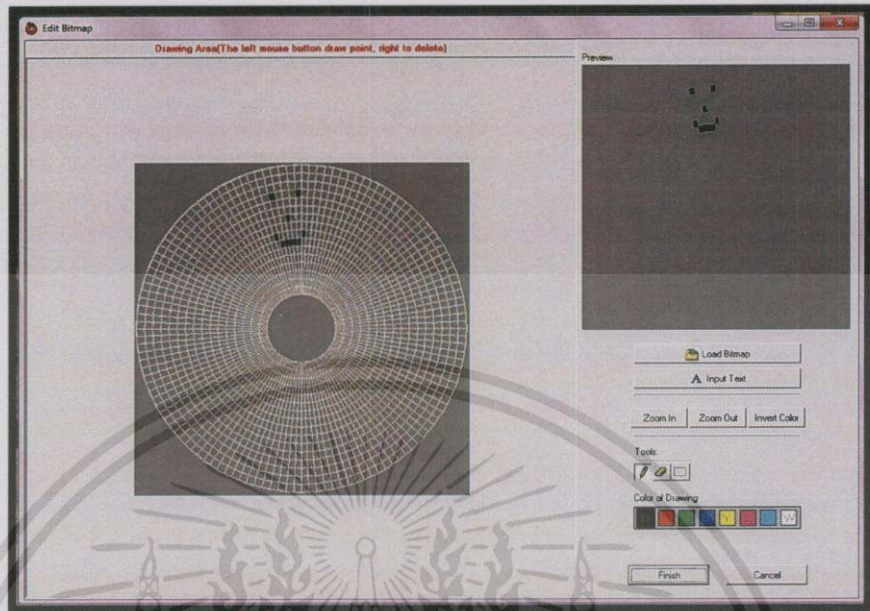 Edit Bitmap
Drawing Area(The left mouse button draw point, right to delete)
Preview
Load Bitmap
A Input Text
Zoom In Zoom Out Invert Color
Tools:
Color of Drawing
Y W
Finish Cancel